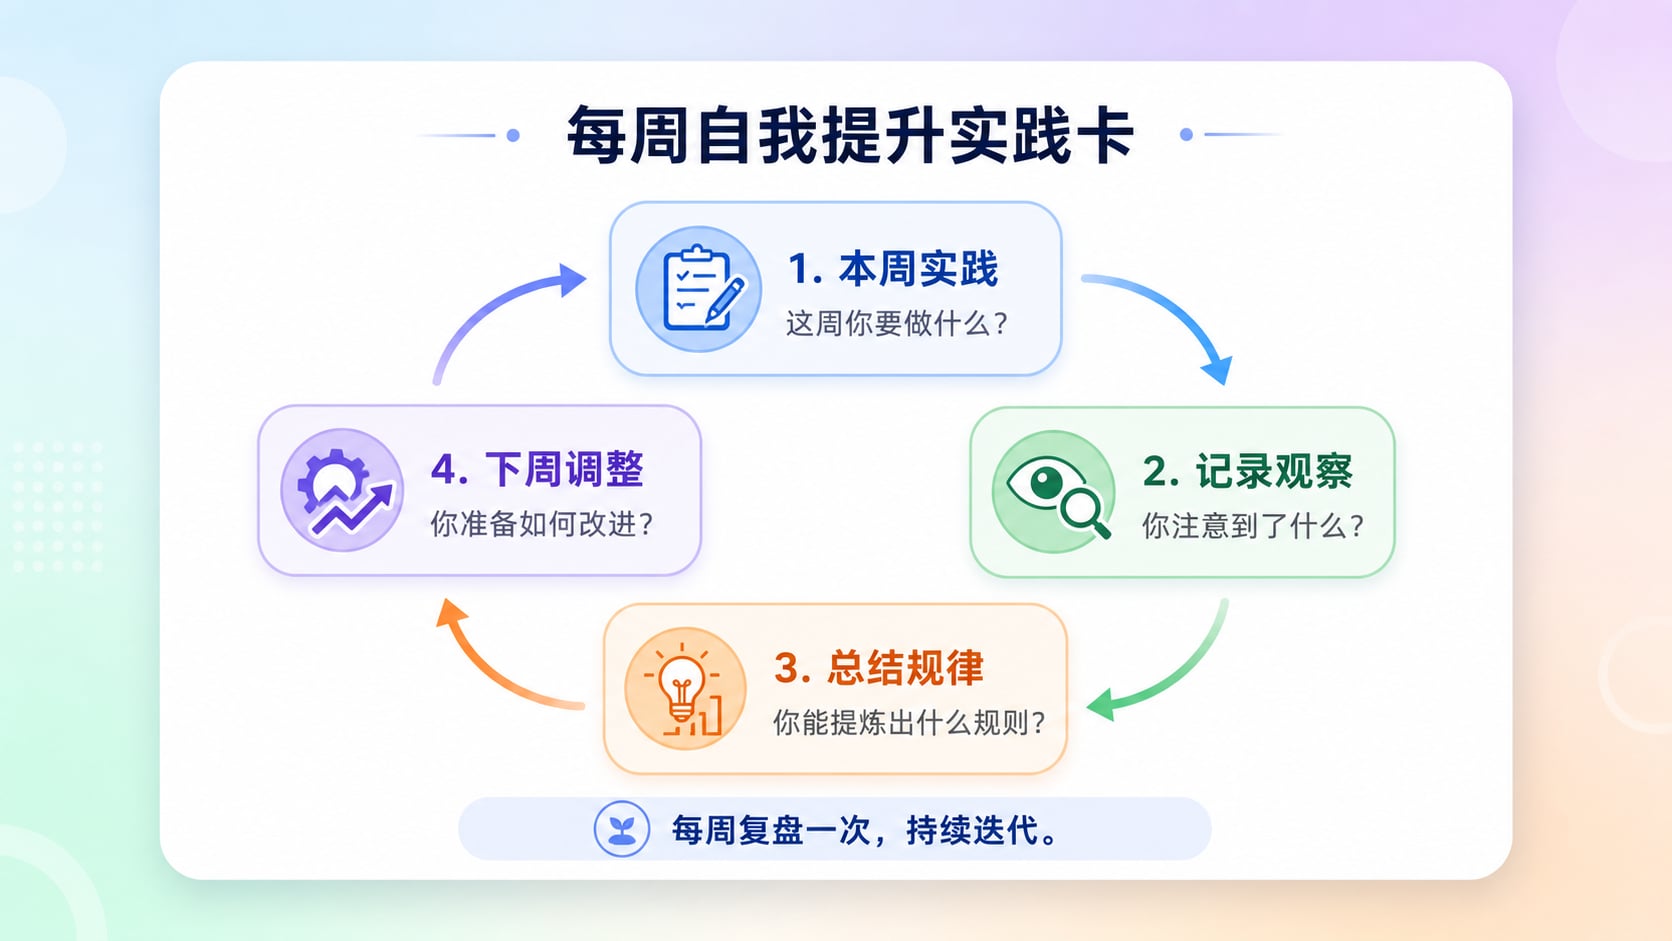 每周自我提升实践卡
1. 本周实践
这周你要做什么？
2. 记录观察
你注意到了什么？
3. 总结规律
你能提炼出什么规则？
4. 下周调整
你准备如何改进？
每周复盘一次，持续迭代。